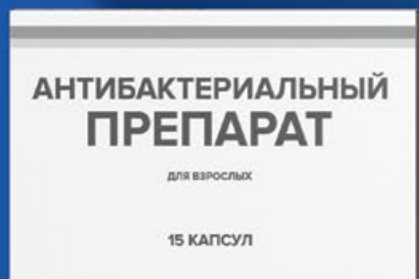 АНТИБАКТЕРИАЛЬНЫЙ
ПРЕПАРАТ
ДЛЯ ВЗРОСЛЫХ
15 КАПСУЛ